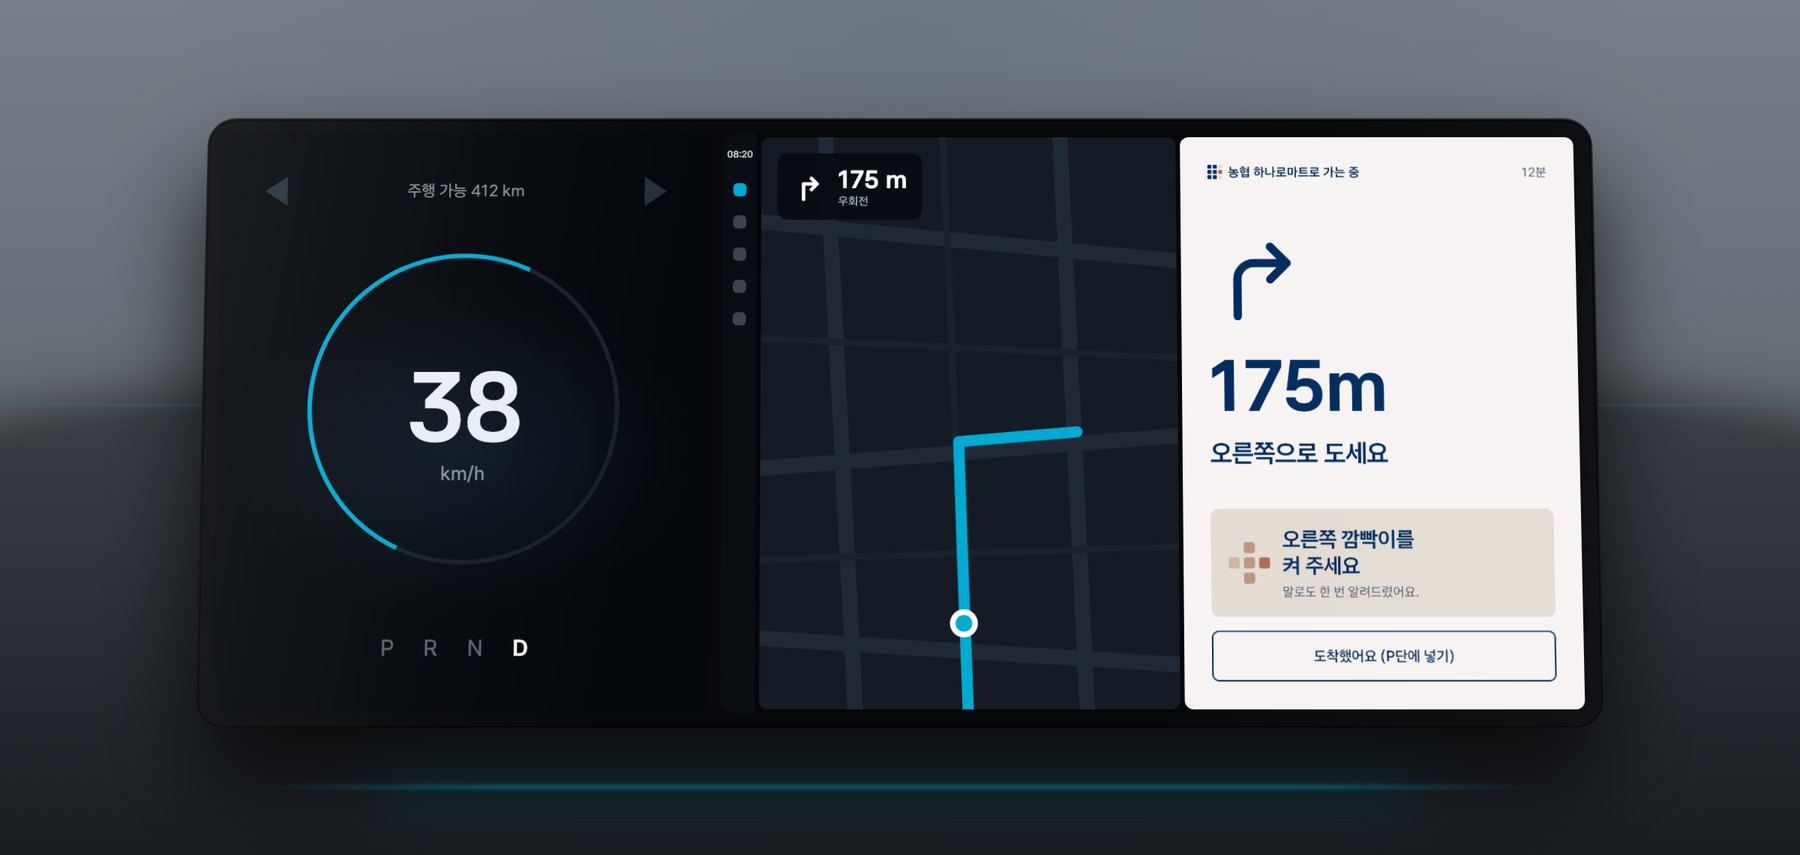 주행 가능 412 km
38
km/h
P R N D
08:20
175 m
우회전
농협 하나로마트로 가는 중
12분
175m
오른쪽으로 도세요
오른쪽 깜빡이를
켜 주세요
말로도 한 번 알려드렸어요.
도착했어요 (P단에 넣기)